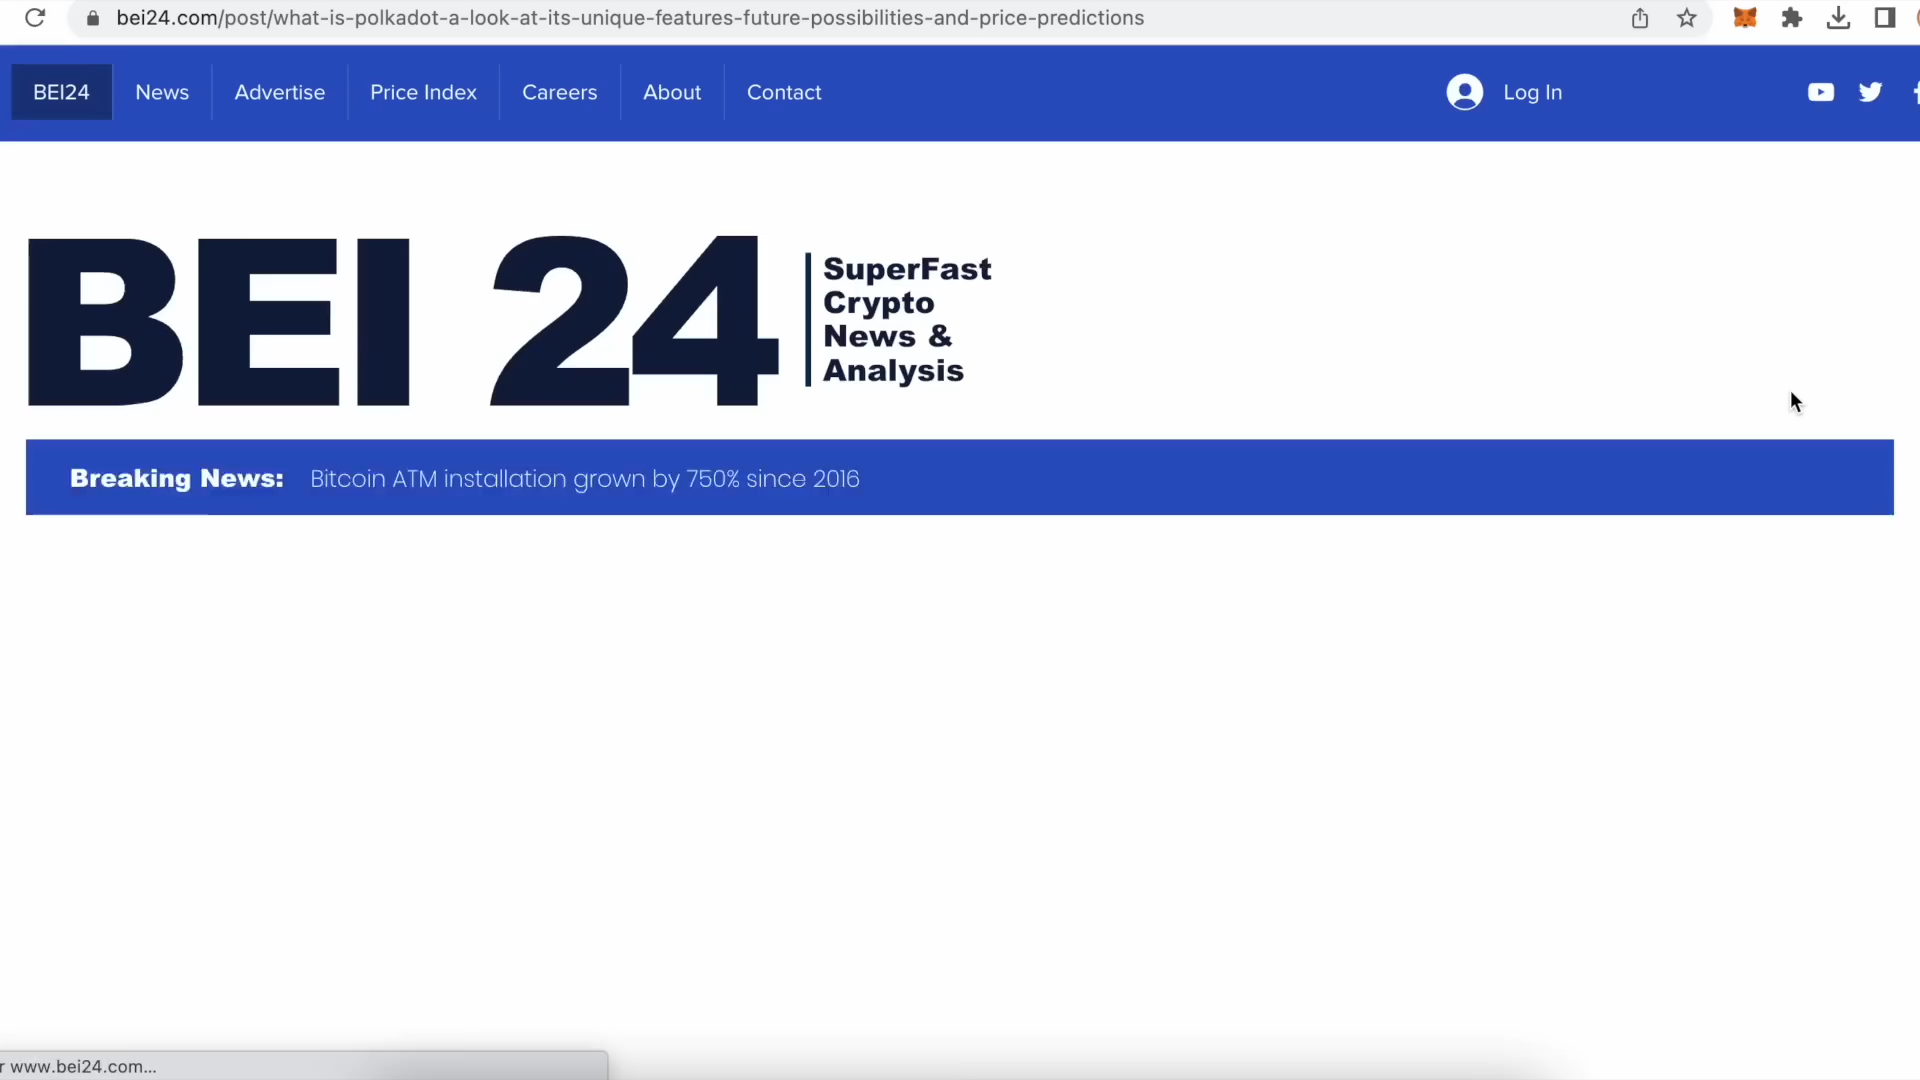 bei24.com/post/what-is-polkadot-a-look-at-its-unique-features-future-possibilities-and-price-predictions
BEI24 News Advertise Price Index Careers About Contact Log In
BEI 24
SuperFast
Crypto
News &
Analysis
Breaking News: Bitcoin ATM installation grown by 750% since 2016
r www.bei24.com...